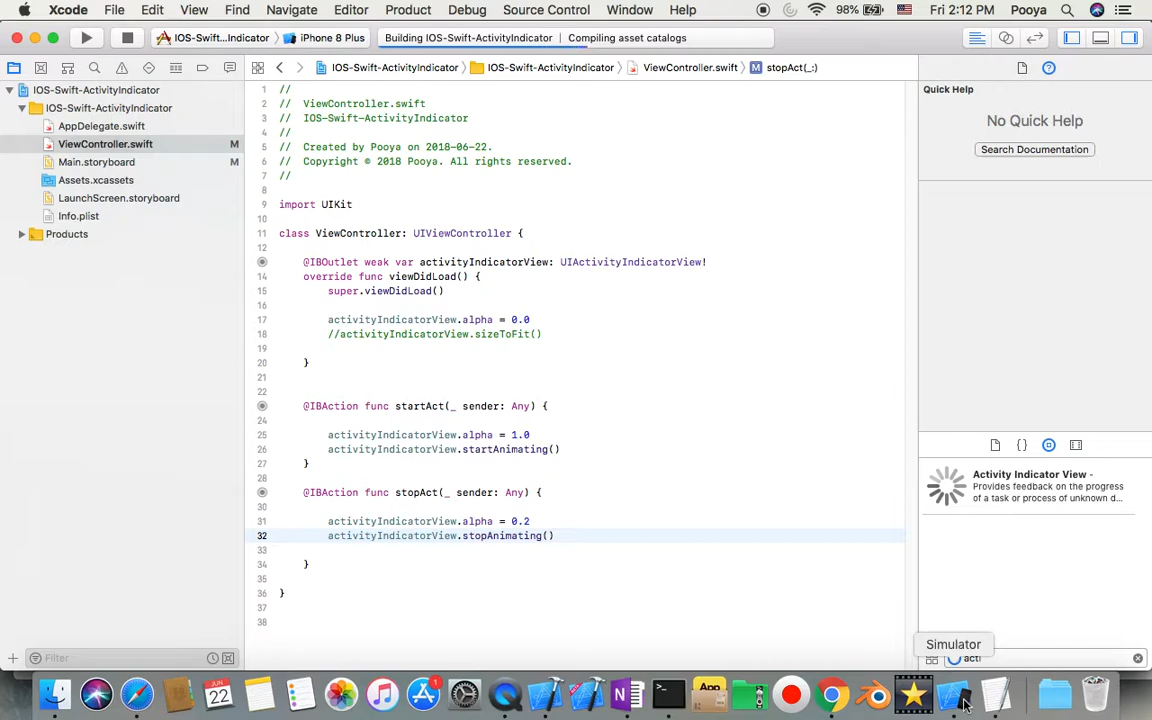 Xcode File Edit View Find Navigate Editor Product Debug Source Control Window Help 98% Fri 2:12 PM Pooya
IOS-Swift...Indicator iPhone 8 Plus Building IOS-Swift-ActivityIndicator Compiling asset catalogs
IOS-Swift-ActivityIndicator IOS-Swift-ActivityIndicator ViewController.swift M stopAct(_:)
IOS-Swift-ActivityIndicator
IOS-Swift-ActivityIndicator
AppDelegate.swift
ViewController.swift M
Main.storyboard M
Assets.xcassets
LaunchScreen.storyboard
Info.plist
Products
Filter
1 //
2 // ViewController.swift
3 // IOS-Swift-ActivityIndicator
4 //
5 // Created by Pooya on 2018-06-22.
6 // Copyright © 2018 Pooya. All rights reserved.
7 //
8
9 import UIKit
10
11 class ViewController: UIViewController {
12
@IBOutlet weak var activityIndicatorView: UIActivityIndicatorView!
14 override func viewDidLoad() {
15 super.viewDidLoad()
16
17 activityIndicatorView.alpha = 0.0
18 //activityIndicatorView.sizeToFit()
19
20 }
21
22
@IBAction func startAct(_ sender: Any) {
24
25 activityIndicatorView.alpha = 1.0
26 activityIndicatorView.startAnimating()
27 }
28
@IBAction func stopAct(_ sender: Any) {
30
31 activityIndicatorView.alpha = 0.2
32 activityIndicatorView.stopAnimating()
33
34 }
35
36 }
37
38
Quick Help
No Quick Help
Search Documentation
{}
Activity Indicator View -
Provides feedback on the progress
of a task or process of unknown d...
acti
Simulator
JUN
22
1
N
App